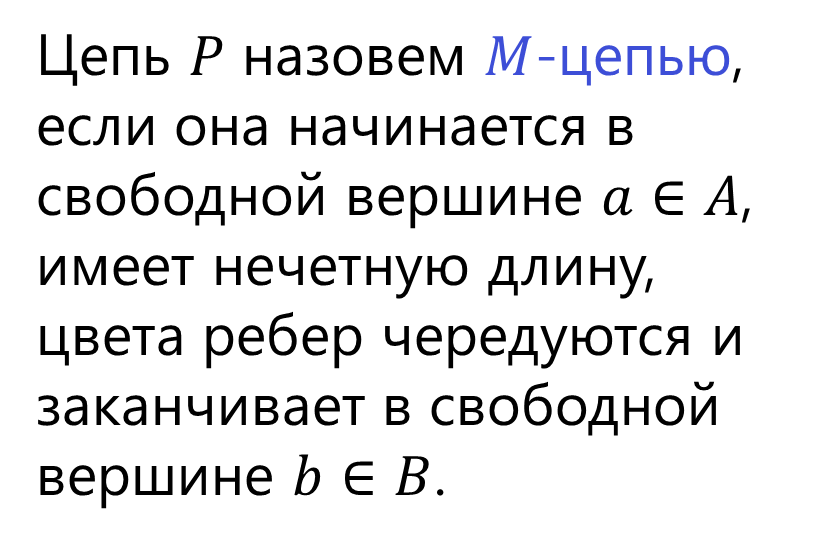 Цепь P назовем M-цепью,
если она начинается в
свободной вершине a ∈ A,
имеет нечетную длину,
цвета ребер чередуются и
заканчивает в свободной
вершине b ∈ B.